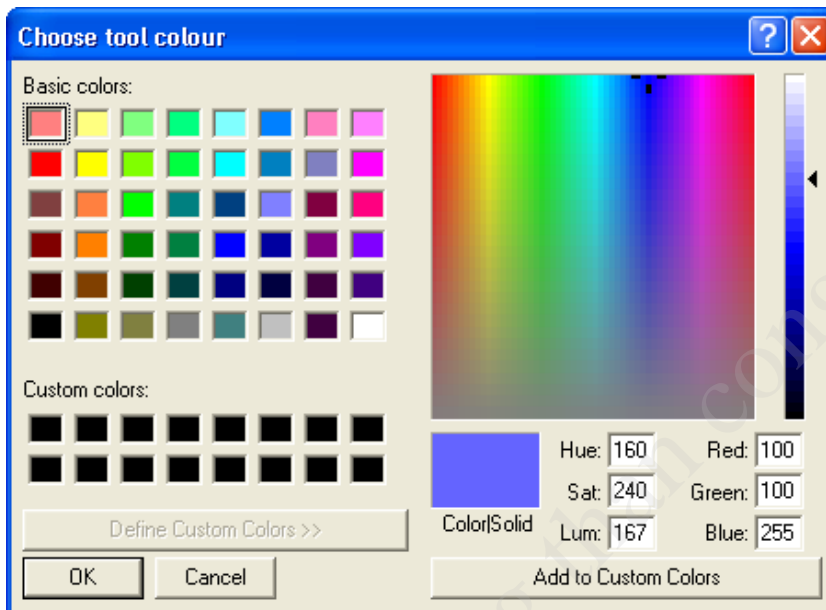 Choose tool colour
Basic colors:
Custom colors:
Define Custom Colors >>
OK Cancel
Color|Solid
Hue: 160 Red: 100
Sat: 240 Green: 100
Lum: 167 Blue: 255
Add to Custom Colors
than